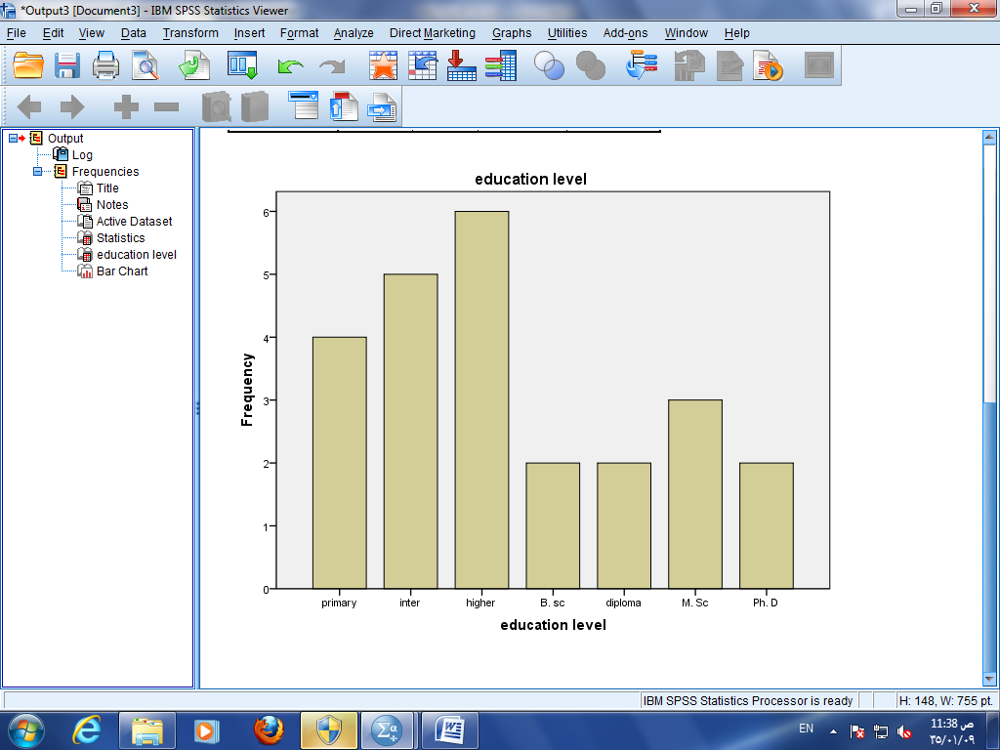 *Output3 [Document3] - IBM SPSS Statistics Viewer
File Edit View Data Transform Insert Format Analyze Direct Marketing Graphs Utilities Add-ons Window Help
Output
Log
Frequencies
Title
Notes
Active Dataset
Statistics
education level
Bar Chart
education level
6
5
4
3
2
1
0
Frequency
primary inter higher B. sc diploma M. Sc Ph. D
education level
IBM SPSS Statistics Processor is ready H: 148, W: 755 pt.
EN 11:38 ص
٣٥/٠١/٠٩